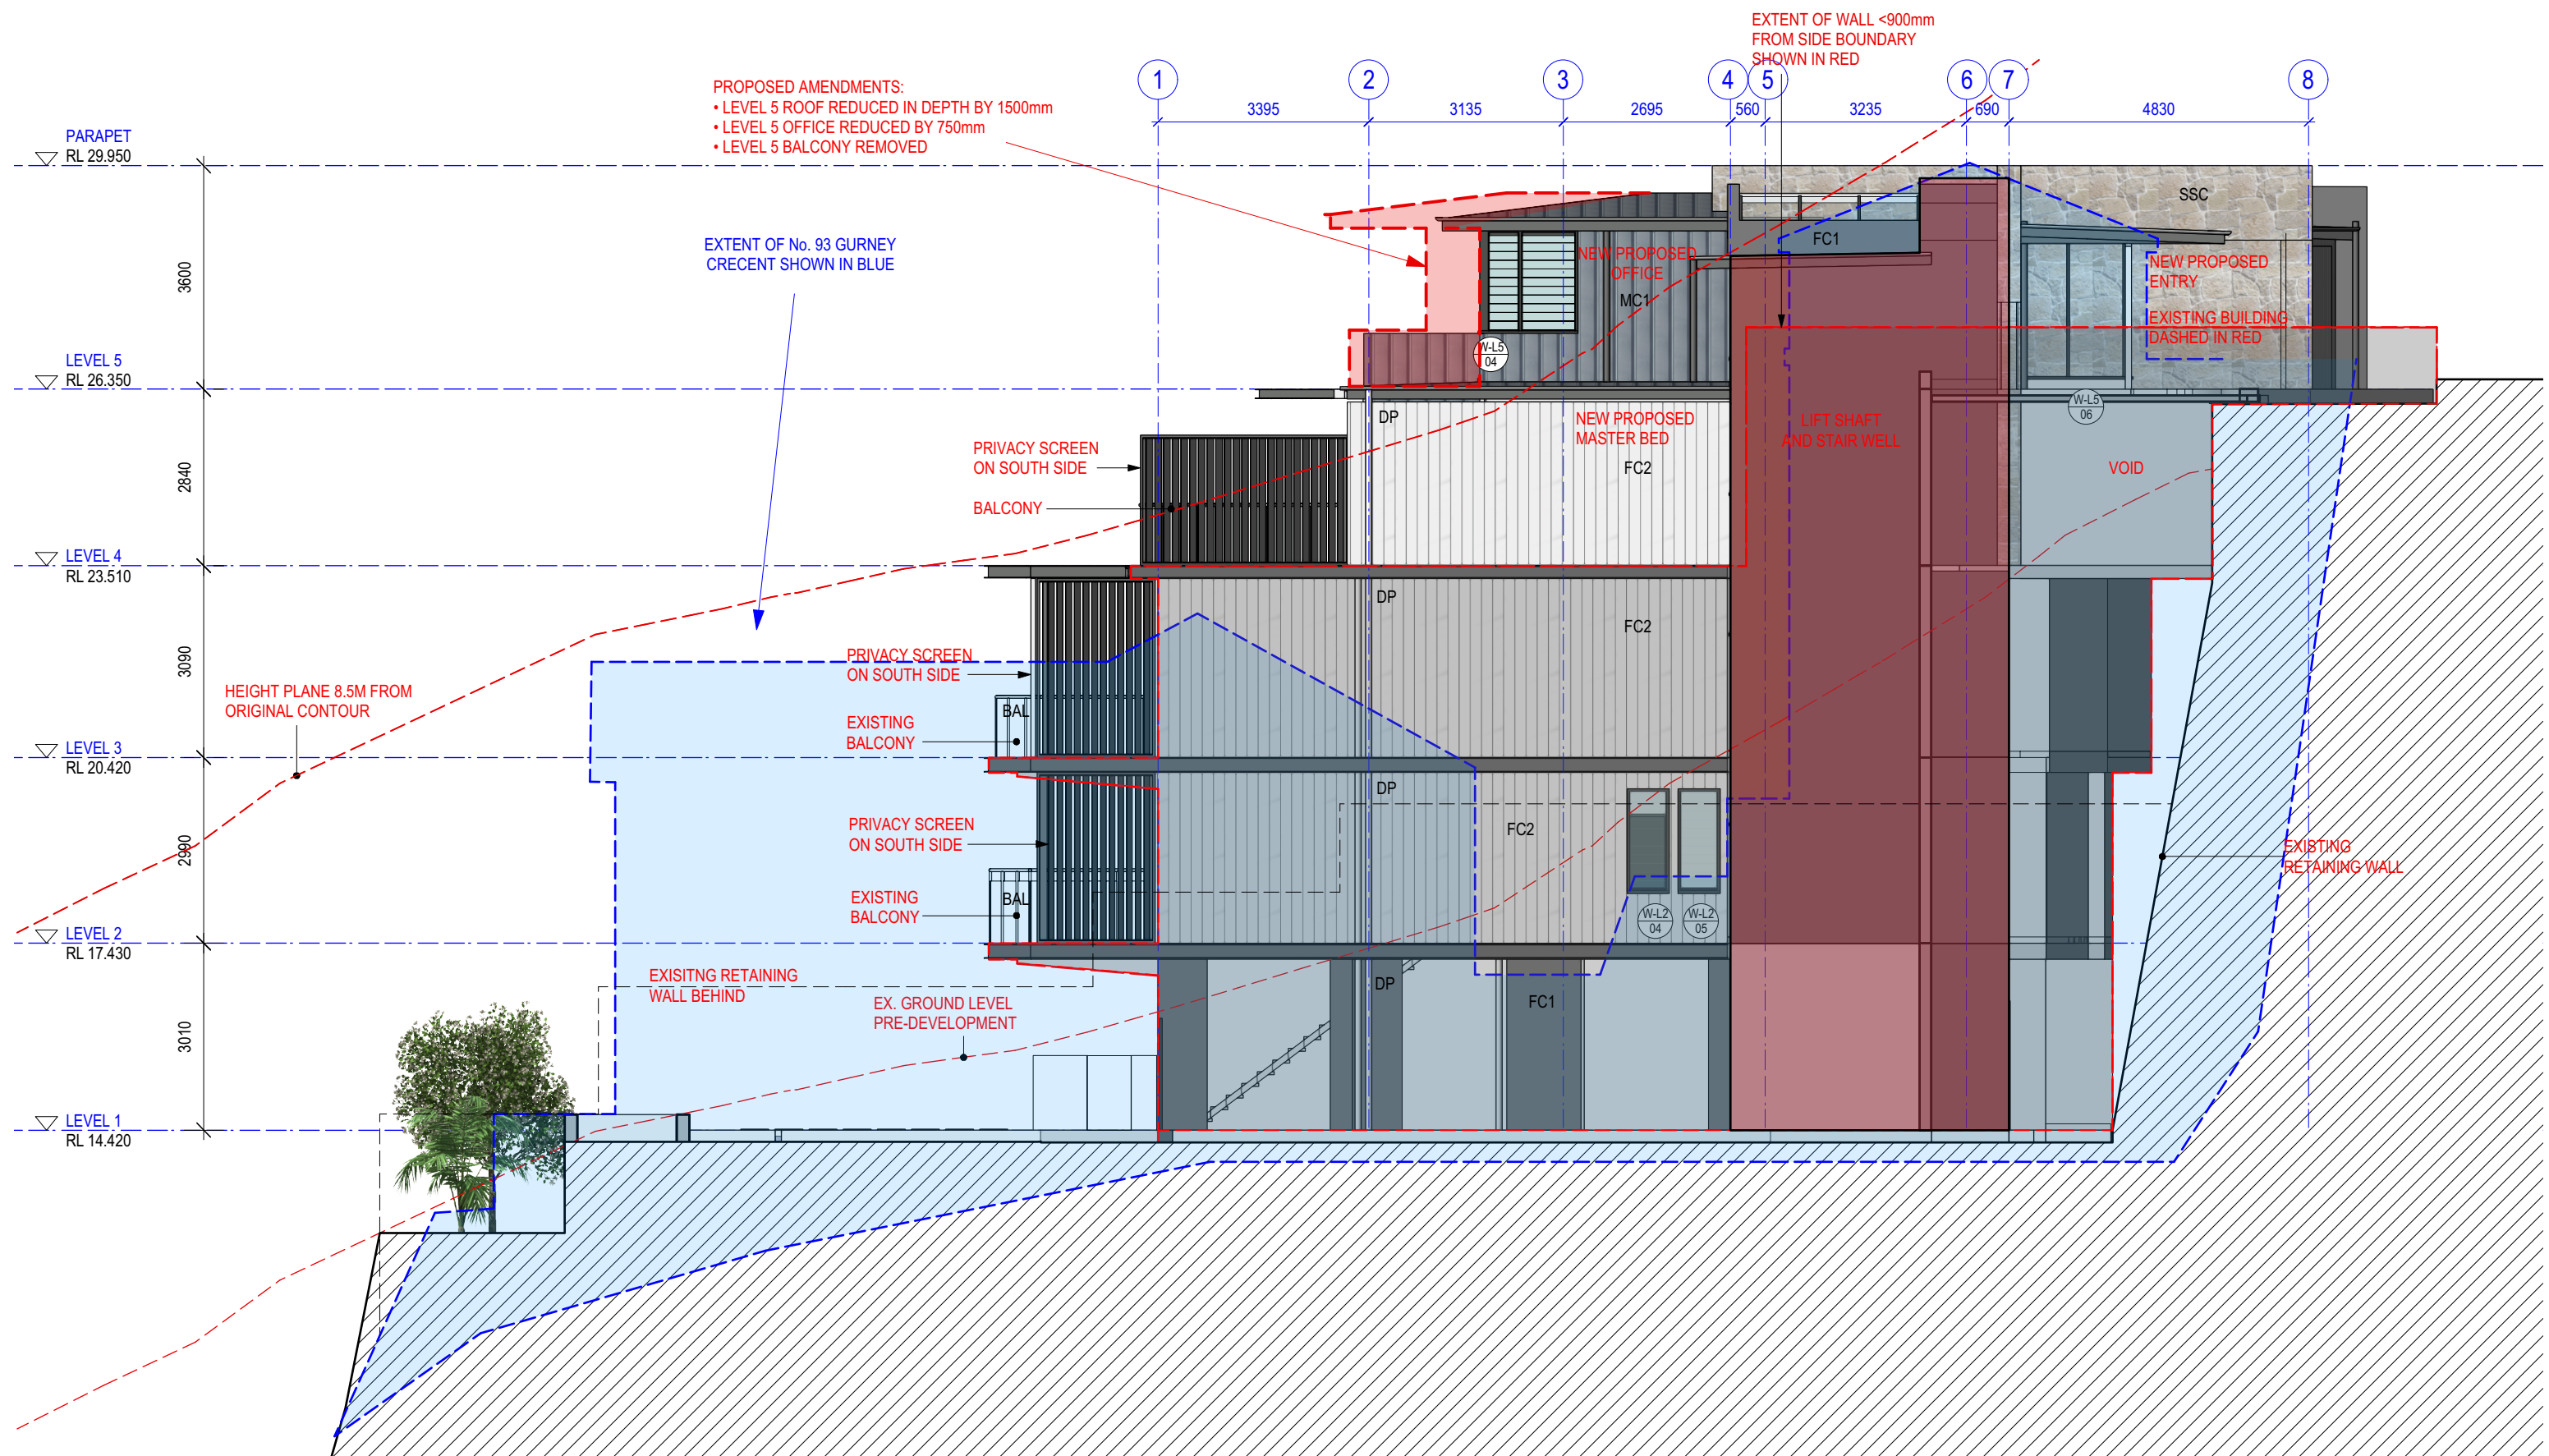 EXTENT OF WALL <900mm
FROM SIDE BOUNDARY
SHOWN IN RED
1
2
3
4
5
6
7
8
3395
3135
2695
560
3235
690
4830
PROPOSED AMENDMENTS:
• LEVEL 5 ROOF REDUCED IN DEPTH BY 1500mm
• LEVEL 5 OFFICE REDUCED BY 750mm
• LEVEL 5 BALCONY REMOVED
PARAPET
RL 29.950
SSC
FC1
EXTENT OF No. 93 GURNEY
CRECENT SHOWN IN BLUE
3600
NEW PROPOSED
OFFICE
MC1
NEW PROPOSED
ENTRY
EXISTING BUILDING
DASHED IN RED
W-L5
04
LEVEL 5
RL 26.350
W-L5
06
DP
NEW PROPOSED
MASTER BED
FC2
LIFT SHAFT
AND STAIR WELL
VOID
PRIVACY SCREEN
ON SOUTH SIDE
BALCONY
2840
LEVEL 4
RL 23.510
DP
FC2
3090
PRIVACY SCREEN
ON SOUTH SIDE
HEIGHT PLANE 8.5M FROM
ORIGINAL CONTOUR
BAL
EXISTING
BALCONY
LEVEL 3
RL 20.420
DP
FC2
2990
PRIVACY SCREEN
ON SOUTH SIDE
EXISTING
RETAINING WALL
BAL
EXISTING
BALCONY
W-L2
04
W-L2
05
LEVEL 2
RL 17.430
EXISITNG RETAINING
WALL BEHIND
DP
FC1
EX. GROUND LEVEL
PRE-DEVELOPMENT
3010
LEVEL 1
RL 14.420